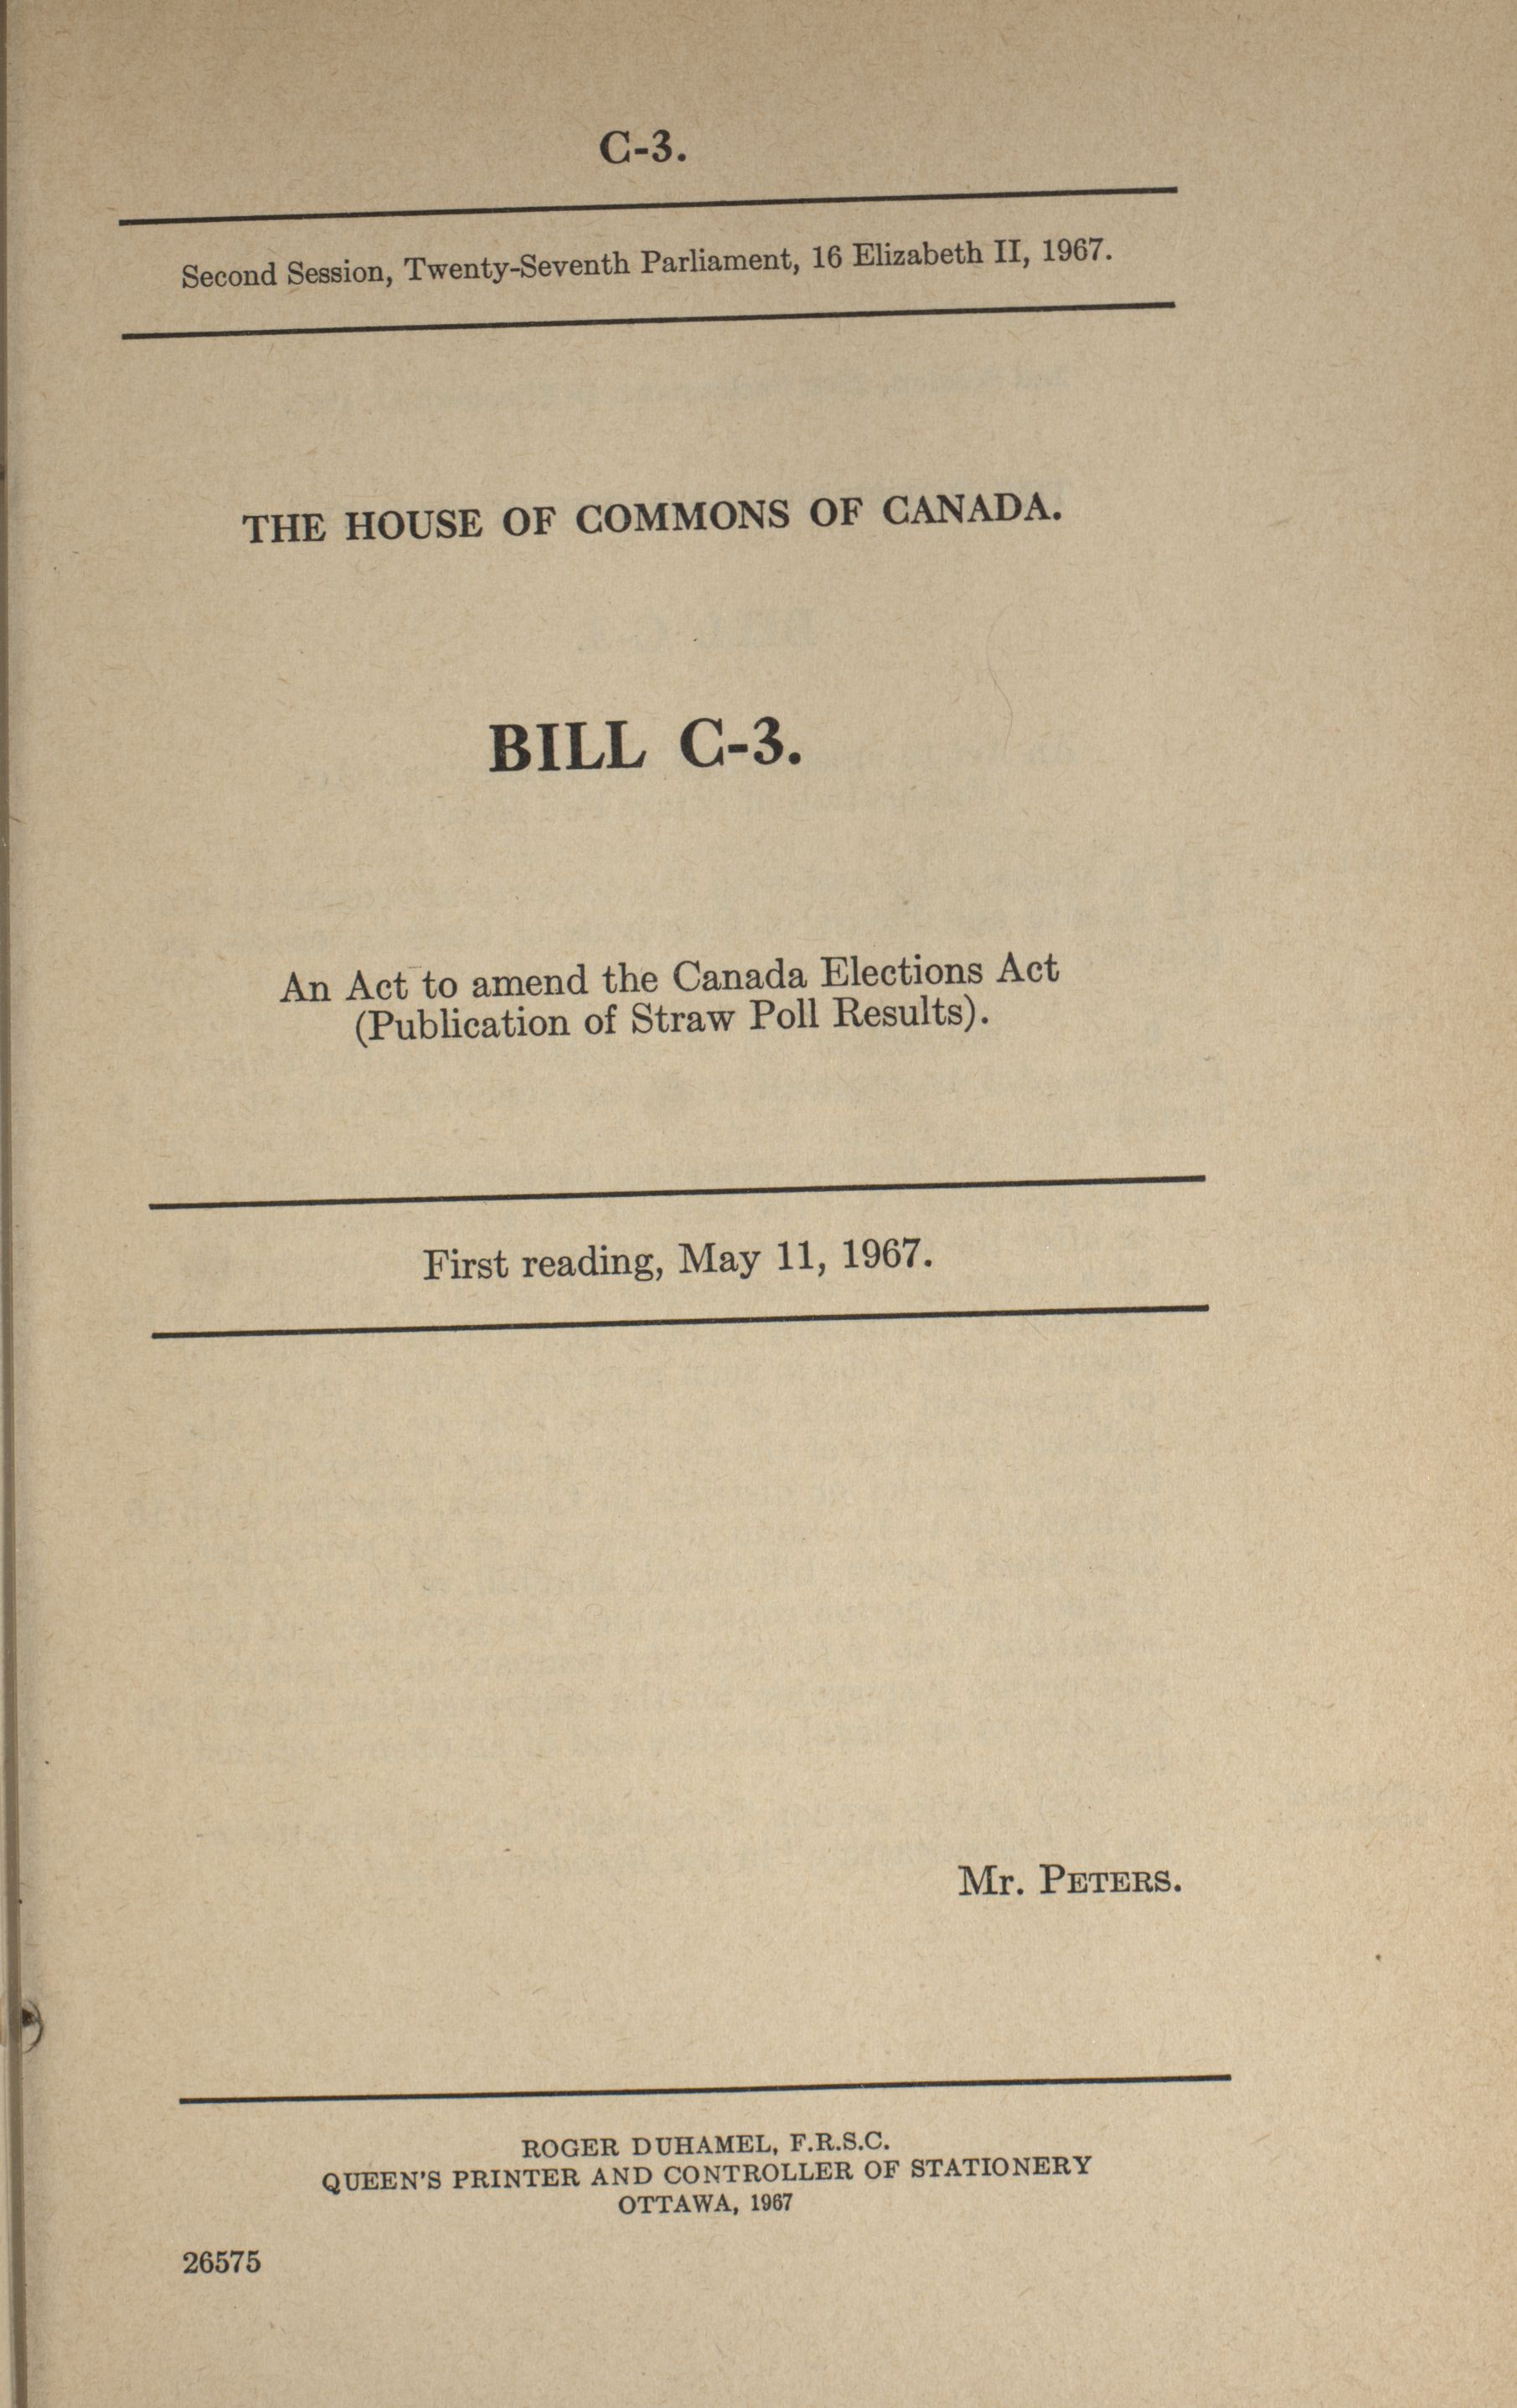 C-3.
Second Session, Twenty-Seventh Parliament, 16 Elizabeth II, 1967.
THE HOUSE OF COMMONS OF CANADA.
BILL C-3.
An Act to amend the Canada Elections Act
(Publication of Straw Poll Results).
First reading, May 11, 1967.
Mr. PETERS.
ROGER DUHAMEL, F.R.S.C.
QUEEN'S PRINTER AND CONTROLLER OF STATIONERY
OTTAWA, 1967
26575